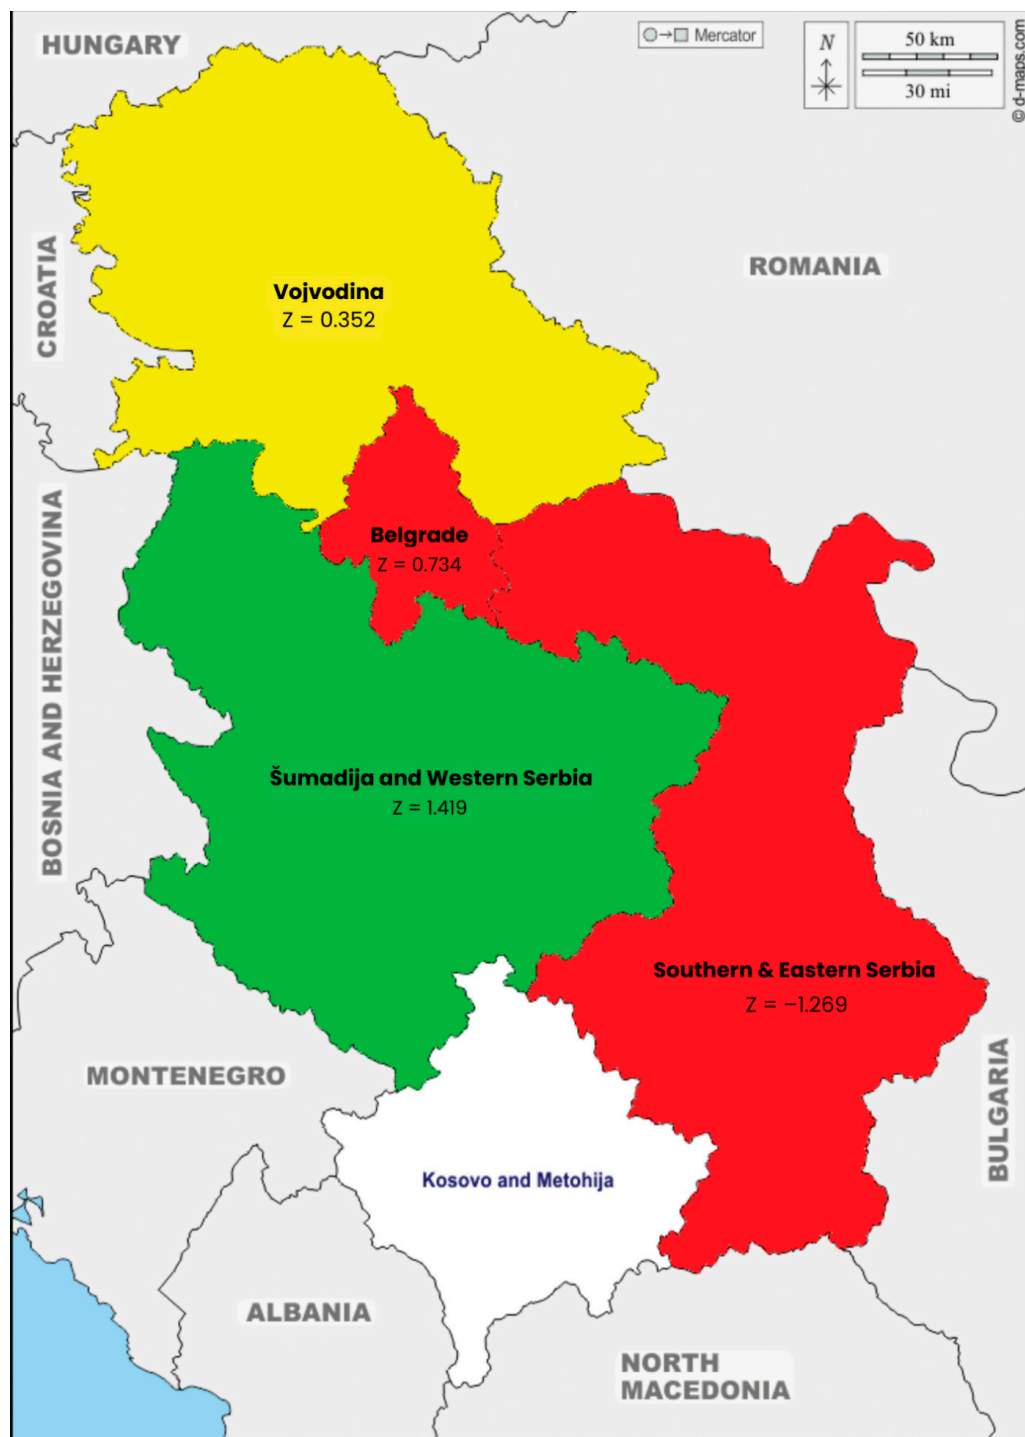 HUNGARY
Mercator
N
50 km
30 mi
© d-maps.com
CROATIA
ROMANIA
Vojvodina
Z = 0.352
BOSNIA AND HERZEGOVINA
Belgrade
Z = 0.734
Šumadija and Western Serbia
Z = 1.419
Southern & Eastern Serbia
Z = −1.269
MONTENEGRO
BULGARIA
Kosovo and Metohija
ALBANIA
NORTH
MACEDONIA